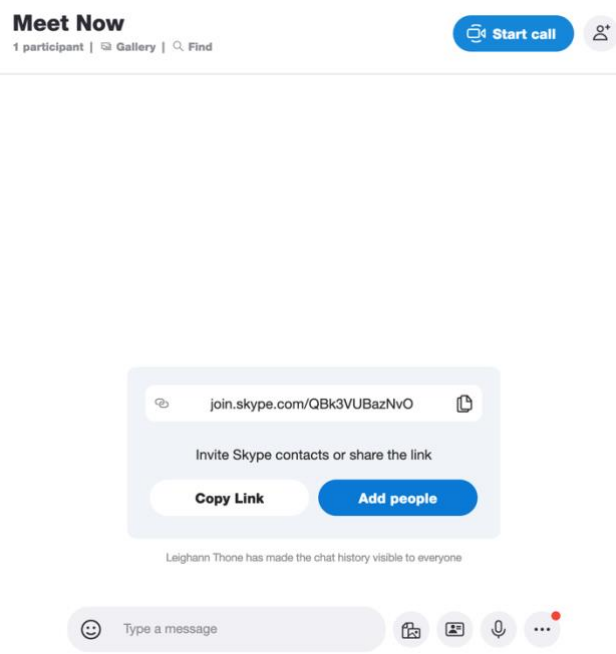 Meet Now
Start call
1 participant | Gallery | Find
join.skype.com/QBk3VUBazNvO
Invite Skype contacts or share the link
Copy Link Add people
Leighann Thone has made the chat history visible to everyone
Type a message